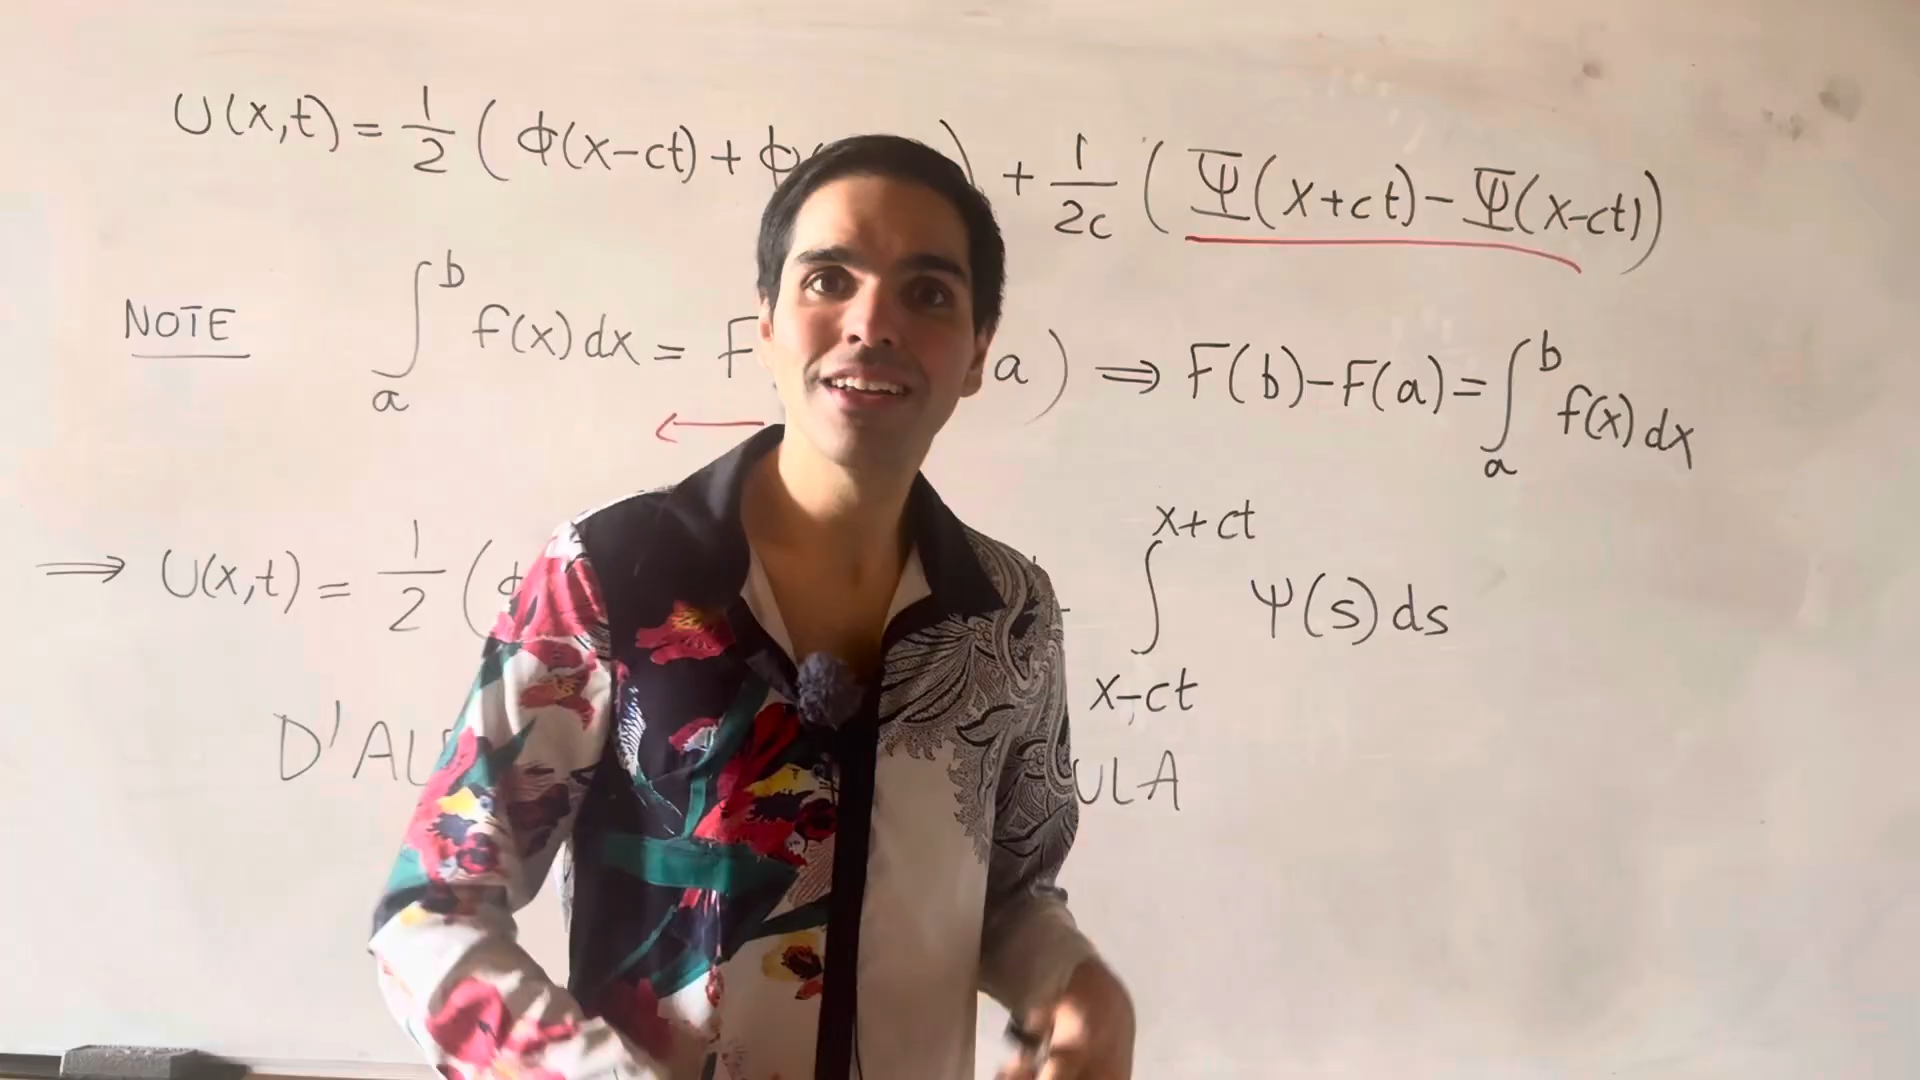 U(x,t) = 1/2 ( ϕ(x-ct) + ϕ( ) + 1/2c ( Ψ(x+ct) - Ψ(x-ct) )
NOTE ∫_a^b f(x) dx = F a) ⇒ F(b)-F(a) = ∫_a^b f(x) dx
⇒ U(x,t) = 1/2 ( ∫_{x-ct}^{x+ct} ψ(s) ds
D'AL ULA